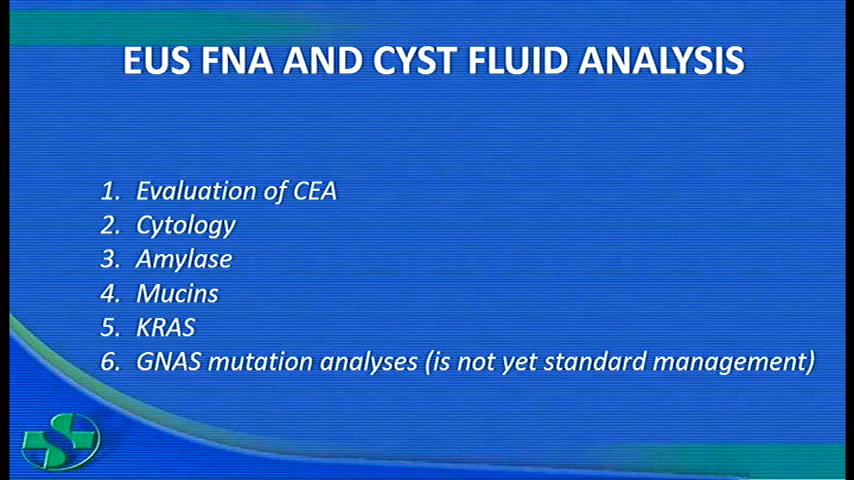 EUS FNA AND CYST FLUID ANALYSIS
1. Evaluation of CEA
2. Cytology
3. Amylase
4. Mucins
5. KRAS
6. GNAS mutation analyses (is not yet standard management)